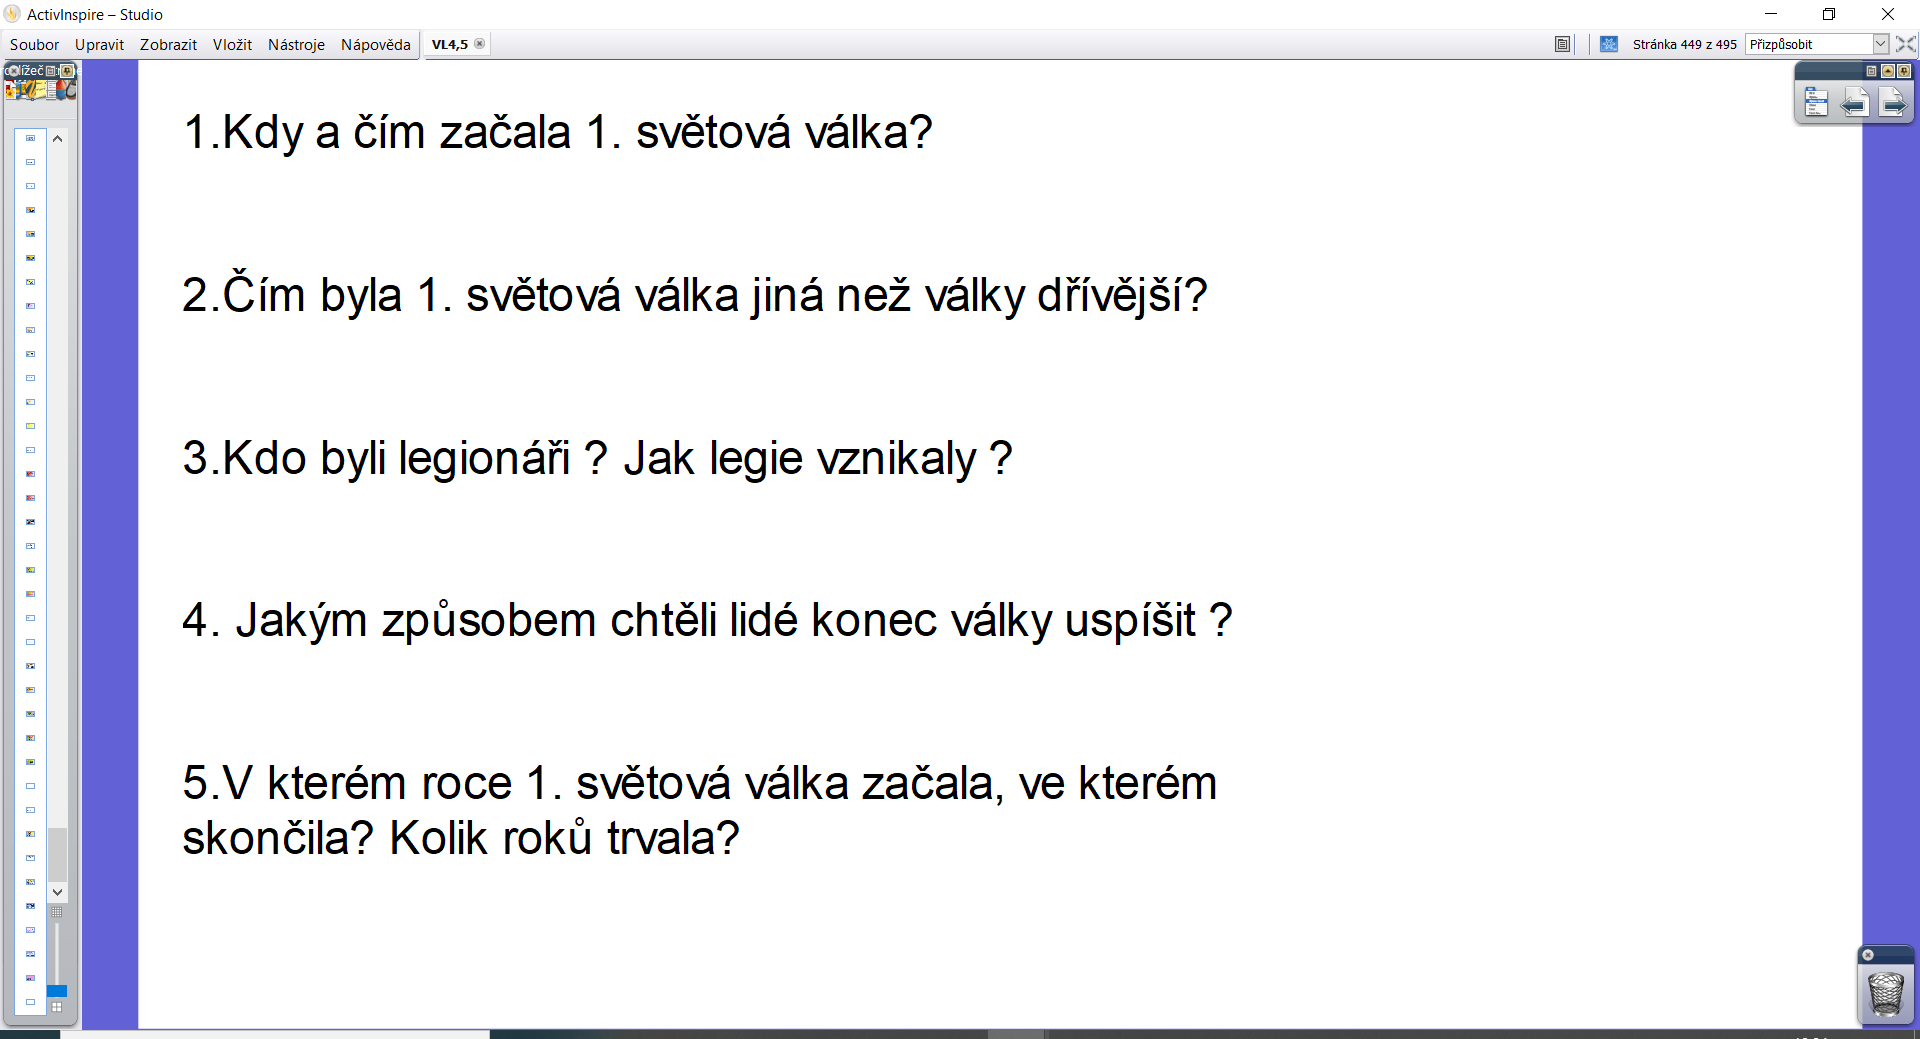 ActivInspire – Studio
Soubor Upravit Zobrazit Vložit Nástroje Nápověda VL4,5 Stránka 449 z 495 Přizpůsobit
1.Kdy a čím začala 1. světová válka?
2.Čím byla 1. světová válka jiná než války dřívější?
3.Kdo byli legionáři ? Jak legie vznikaly ?
4. Jakým způsobem chtěli lidé konec války uspíšit ?
5.V kterém roce 1. světová válka začala, ve kterém
skončila? Kolik roků trvala?